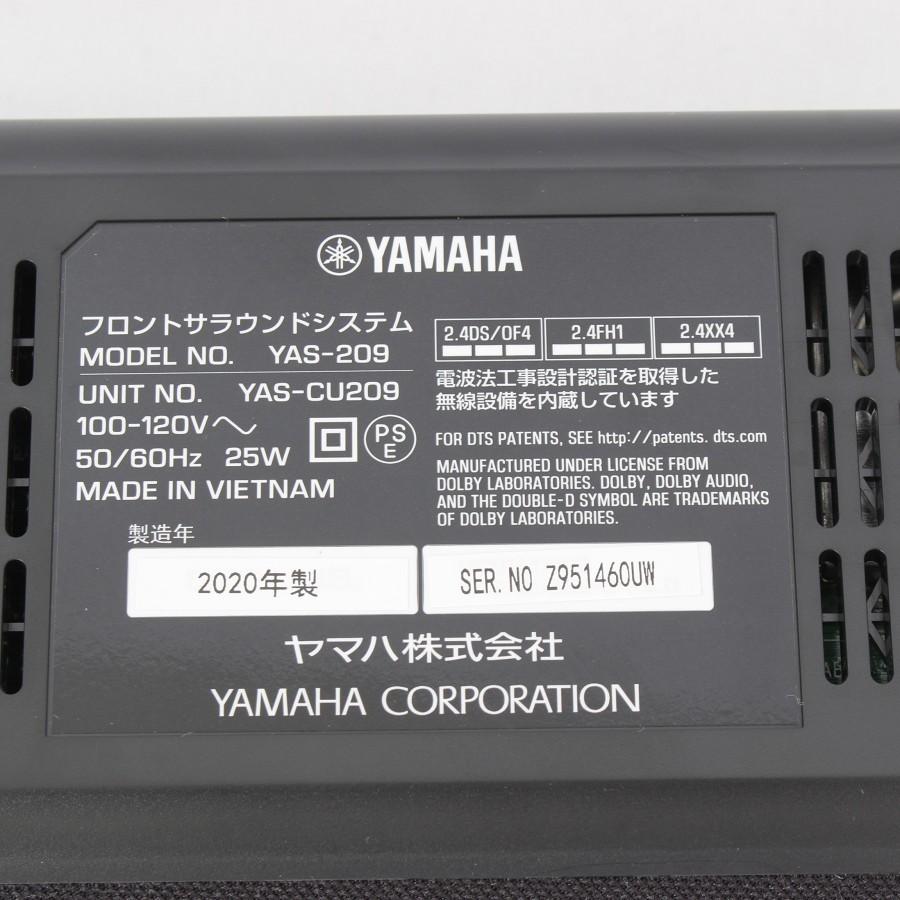 YAMAHA
フロントサラウンドシステム
MODEL NO. YAS-209
UNIT NO. YAS-CU209
100-120V～
50/60Hz 25W
PS
E
MADE IN VIETNAM
2.4DS/OF4
2.4FH1
2.4XX4
電波法工事設計認証を取得した
無線設備を内蔵しています
FOR DTS PATENTS, SEE http://patents. dts.com
MANUFACTURED UNDER LICENSE FROM
DOLBY LABORATORIES. DOLBY, DOLBY AUDIO,
AND THE DOUBLE-D SYMBOL ARE TRADEMARKS
OF DOLBY LABORATORIES.
製造年
2020年製
SER. NO Z951460UW
ヤマハ株式会社
YAMAHA CORPORATION